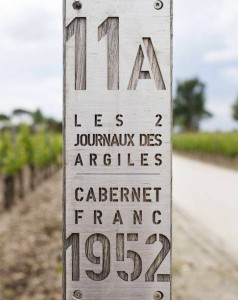 11A
LES 2
JOURNAUX DES
ARGILES
CABERNET
FRANC
1952